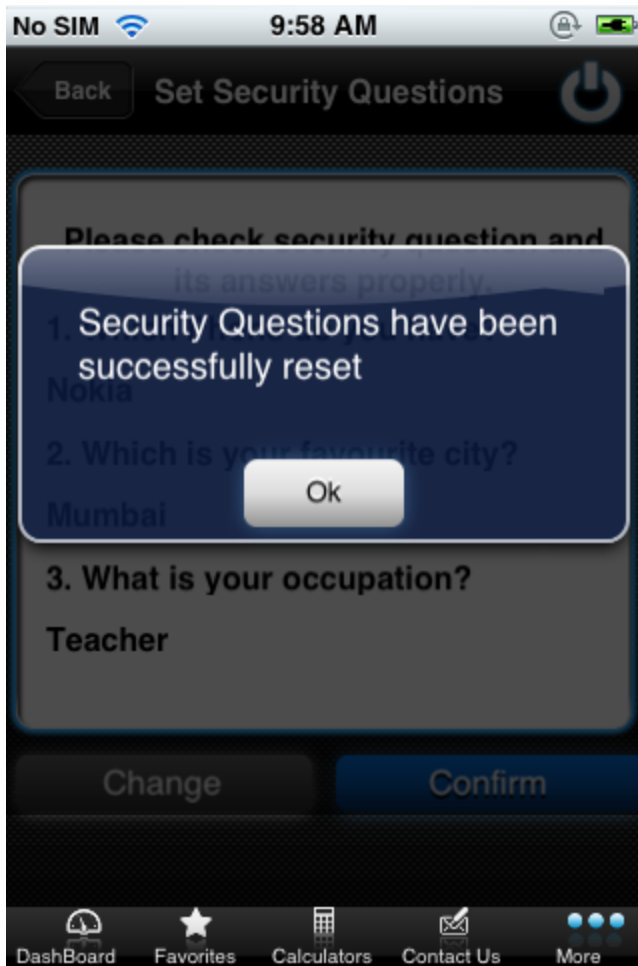 No SIM 9:58 AM
Back Set Security Questions
Please check security question and
its answers properly.
Security Questions have been
successfully reset
1. Which
Nokia
2. Which is your favourite city?
Ok
Mumbai
3. What is your occupation?
Teacher
Change Confirm
DashBoard Favorites Calculators Contact Us More